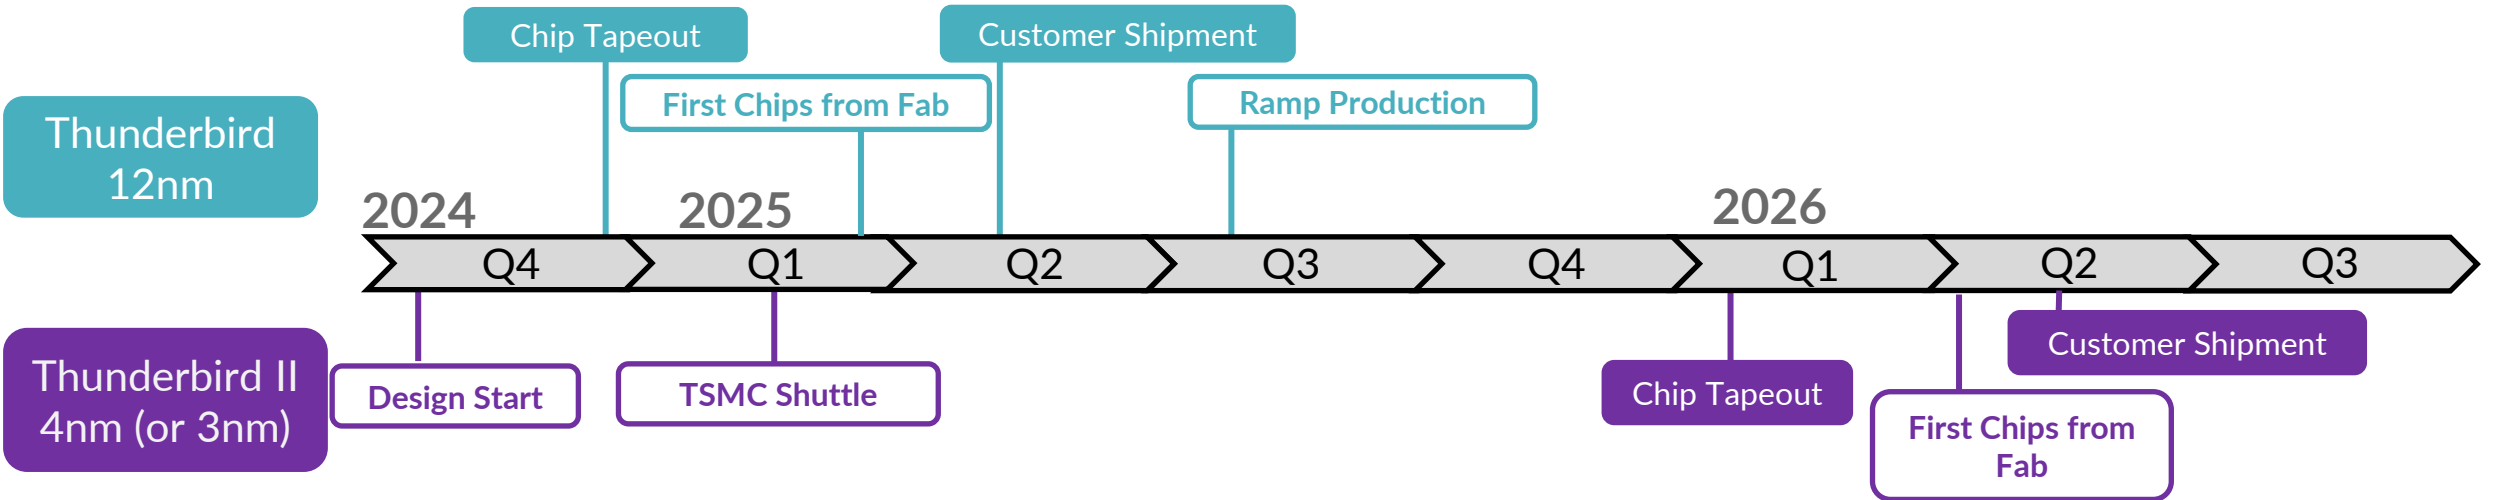 Chip Tapeout
Customer Shipment
First Chips from Fab
Ramp Production
Thunderbird
12nm
2024
2025
2026
Q4
Q1
Q2
Q3
Q4
Q1
Q2
Q3
Thunderbird II
4nm (or 3nm)
Design Start
TSMC Shuttle
Chip Tapeout
Customer Shipment
First Chips from
Fab